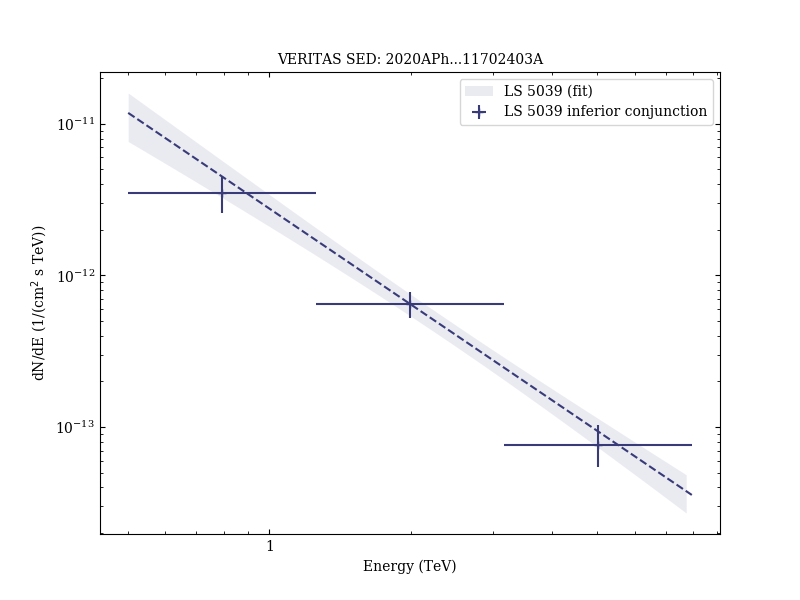 VERITAS SED: 2020APh...11702403A
LS 5039 (fit)
LS 5039 inferior conjunction
dN/dE (1/(cm² s TeV))
10⁻¹¹
10⁻¹²
10⁻¹³
1
Energy (TeV)